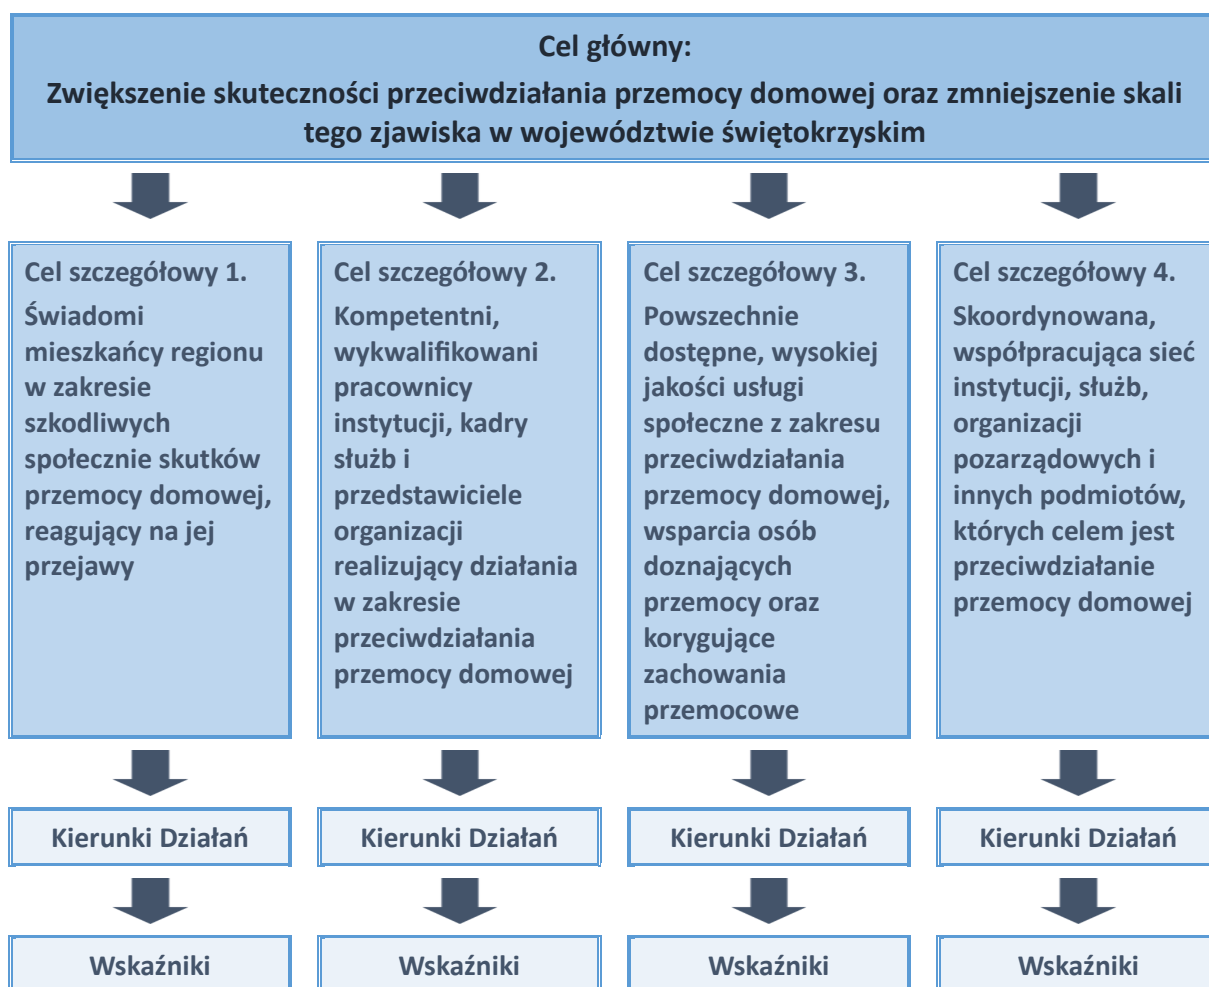 Cel główny:
Zwiększenie skuteczności przeciwdziałania przemocy domowej oraz zmniejszenie skali
tego zjawiska w województwie świętokrzyskim
Cel szczegółowy 1.
Świadomi
mieszkańcy regionu
w zakresie
szkodliwych
społecznie skutków
przemocy domowej,
reagujący na jej
przejawy
Cel szczegółowy 2.
Kompetentni,
wykwalifikowani
pracownicy
instytucji, kadry
służb i
przedstawiciele
organizacji
realizujący działania
w zakresie
przeciwdziałania
przemocy domowej
Cel szczegółowy 3.
Powszechnie
dostępne, wysokiej
jakości usługi
społeczne z zakresu
przeciwdziałania
przemocy domowej,
wsparcia osób
doznających
przemocy oraz
korygujące
zachowania
przemocowe
Cel szczegółowy 4.
Skoordynowana,
współpracująca sieć
instytucji, służb,
organizacji
pozarządowych i
innych podmiotów,
których celem jest
przeciwdziałanie
przemocy domowej
Kierunki Działań
Kierunki Działań
Kierunki Działań
Kierunki Działań
Wskaźniki
Wskaźniki
Wskaźniki
Wskaźniki